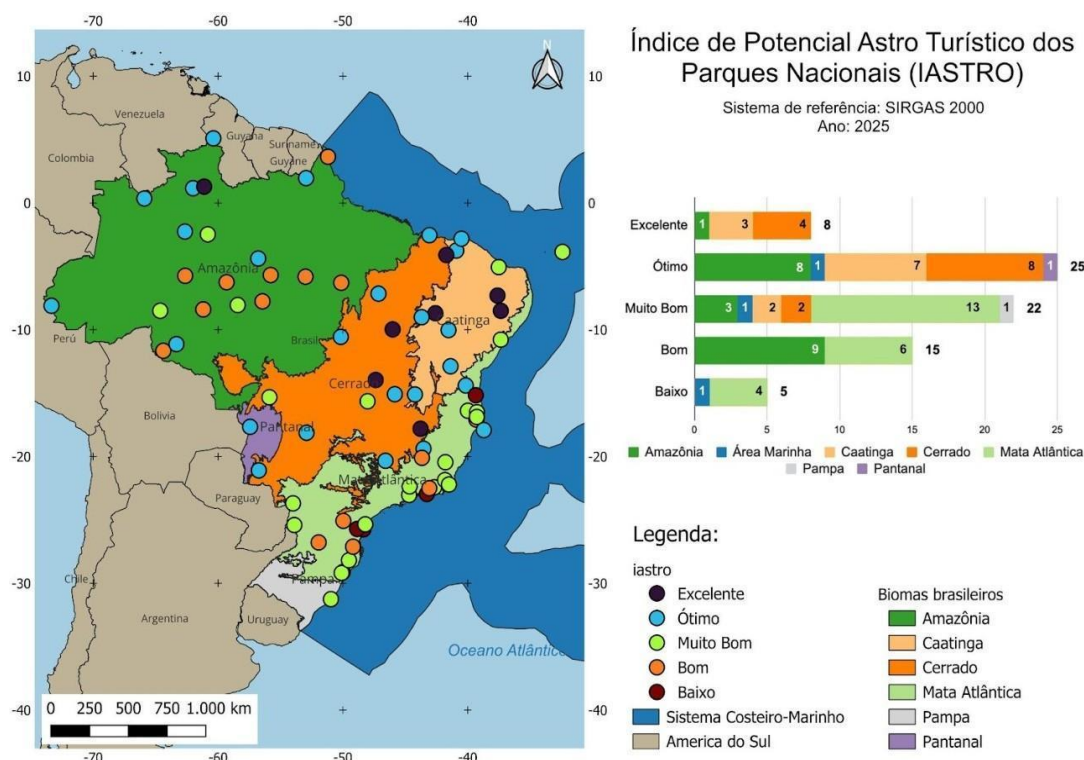 Índice de Potencial Astro Turístico dos
Parques Nacionais (IASTRO)
Sistema de referência: SIRGAS 2000
Ano: 2025
-70 -60 -50 -40
10 10
0 0
-10 -10
-20 -20
-30 -30
-40 -40
-70 -60 -50 -40
N
Venezuela
Guyana
Suriname
Guyane
Colombia
Amazônia
Perú
Brasil
Caatinga
Cerrado
Bolivia
Pantanal
Mata Atlântica
Paraguay
Chile
Pampa
Argentina
Uruguay
Oceano Atlântico
0 250 500 750 1.000 km
Excelente 1 3 4 8
Ótimo 8 1 7 8 1 25
Muito Bom 3 1 2 2 13 1 22
Bom 9 6 15
Baixo 1 4 5
0 5 10 15 20 25
Amazônia Área Marinha Caatinga Cerrado Mata Atlântica
Pampa Pantanal
Legenda:
iastro
Excelente
Ótimo
Muito Bom
Bom
Baixo
Sistema Costeiro-Marinho
America do Sul
Biomas brasileiros
Amazônia
Caatinga
Cerrado
Mata Atlântica
Pampa
Pantanal